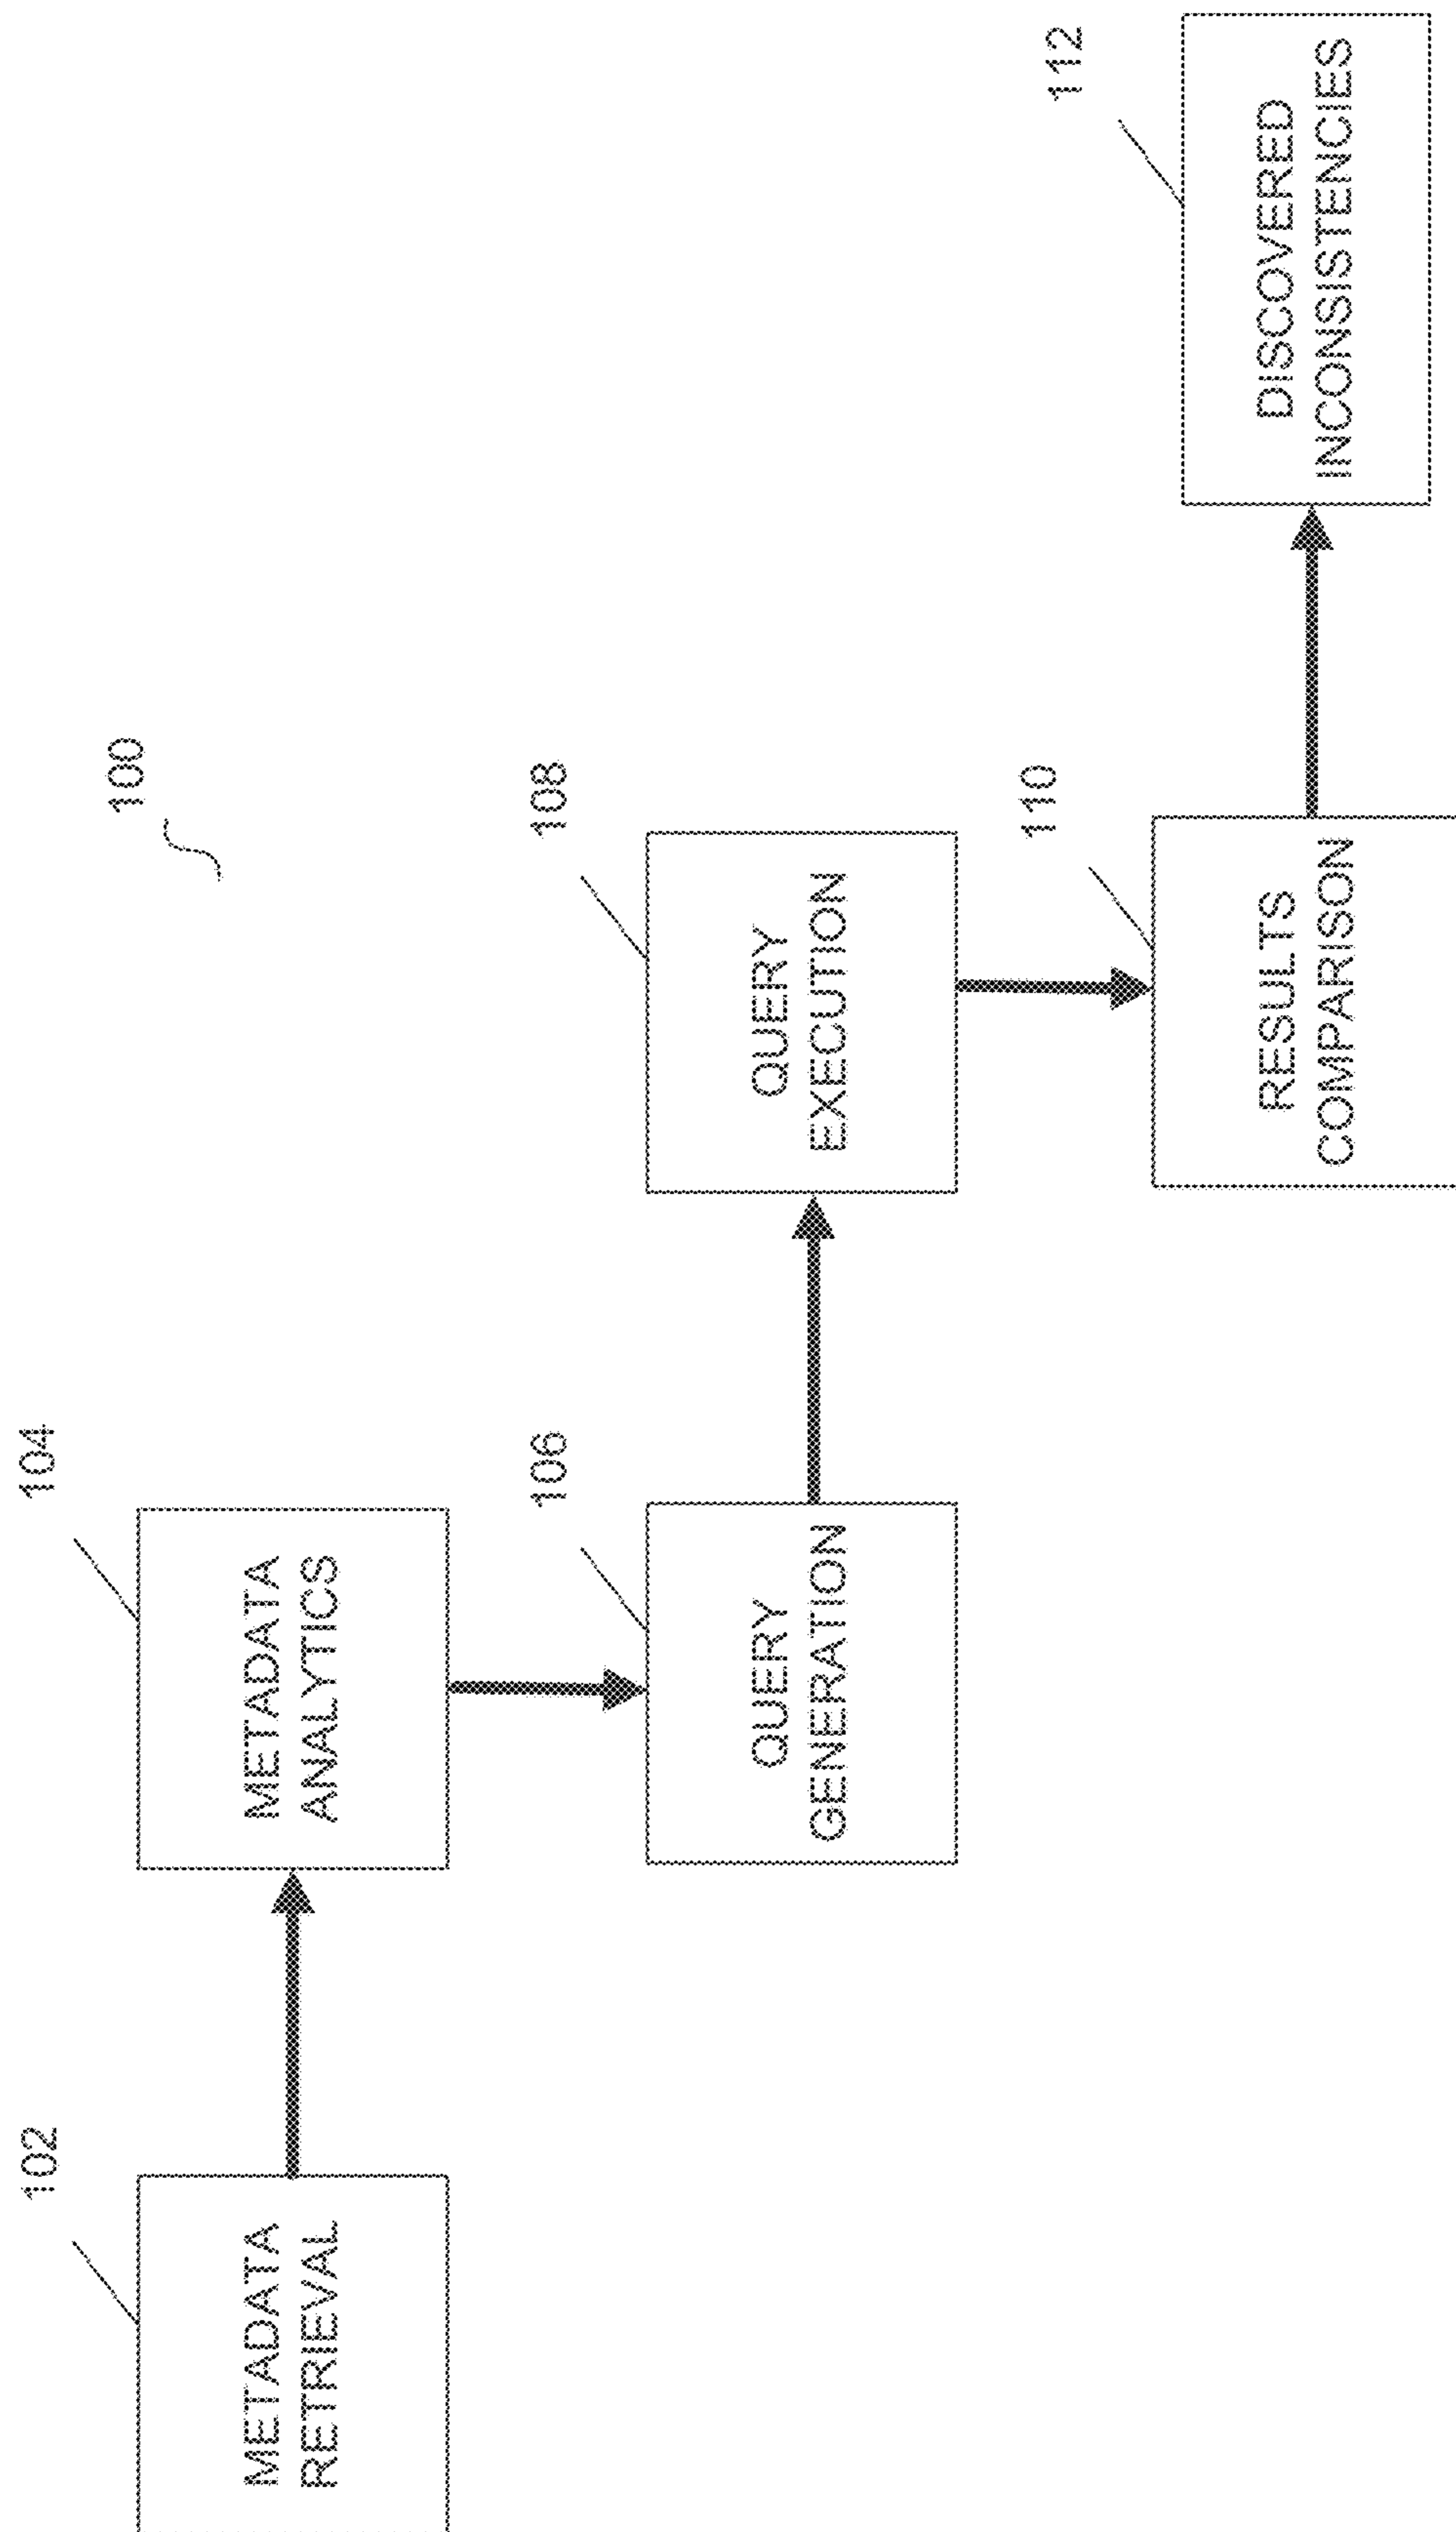 100
102
METADATA
RETRIEVAL
104
METADATA
ANALYTICS
106
QUERY
GENERATION
108
QUERY
EXECUTION
110
RESULTS
COMPARISON
112
DISCOVERED
INCONSISTENCIES